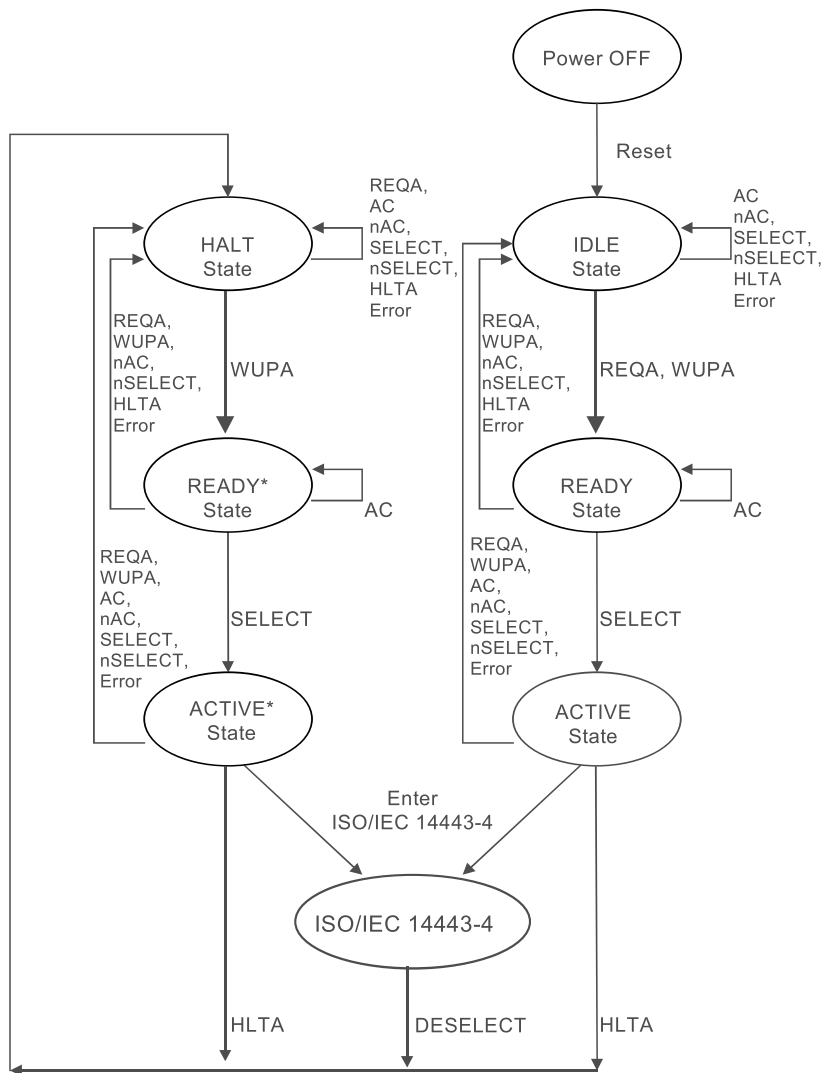 Power OFF
Reset
REQA,
AC
nAC,
SELECT,
nSELECT,
HLTA
Error
AC
nAC,
SELECT,
nSELECT,
HLTA
Error
HALT
State
IDLE
State
REQA,
WUPA,
nAC,
nSELECT,
HLTA
Error
WUPA
REQA,
WUPA,
nAC,
nSELECT,
HLTA
Error
REQA, WUPA
READY*
State
AC
READY
State
AC
REQA,
WUPA,
AC,
nAC,
SELECT,
nSELECT,
Error
SELECT
REQA,
WUPA,
AC,
nAC,
SELECT,
nSELECT,
Error
SELECT
ACTIVE*
State
ACTIVE
State
Enter
ISO/IEC 14443-4
ISO/IEC 14443-4
HLTA
DESELECT
HLTA